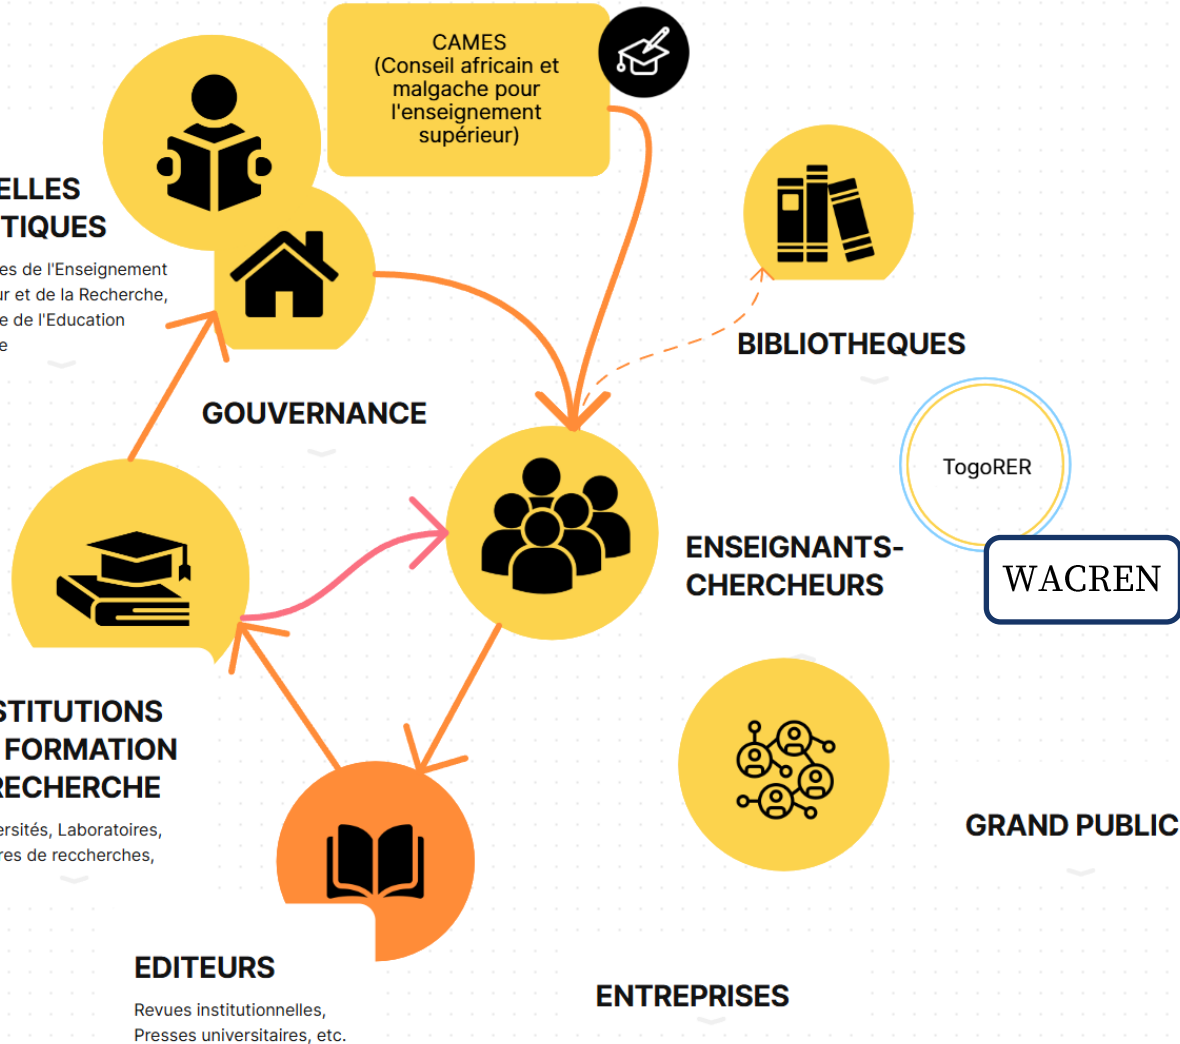 CAMES
(Conseil africain et
malgache pour
l'enseignement
supérieur)
ELLES
TIQUES
es de l'Enseignement
ur et de la Recherche,
e de l'Education
e
BIBLIOTHEQUES
GOUVERNANCE
TogoRER
WACREN
ENSEIGNANTS-
CHERCHEURS
STITUTIONS
FORMATION
RECHERCHE
ersités, Laboratoires,
res de reccherches,
GRAND PUBLIC
EDITEURS
Revues institutionnelles,
Presses universitaires, etc.
ENTREPRISES